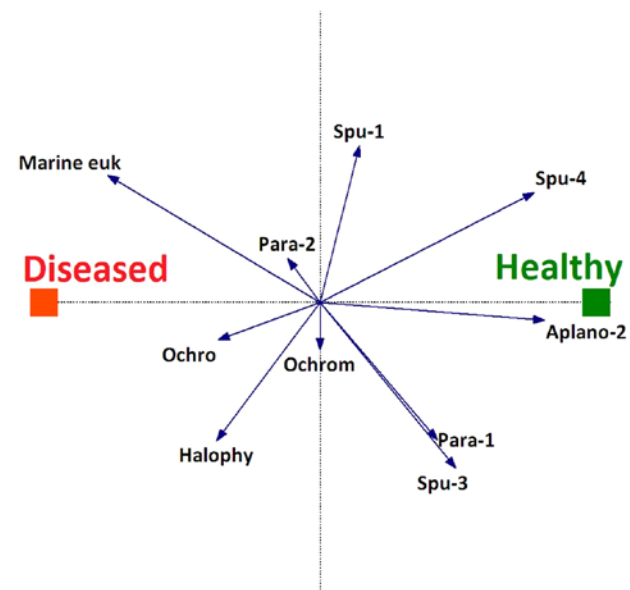 Spu-1
Marine euk
Spu-4
Para-2
Diseased
Healthy
Aplano-2
Ochro
Ochrom
Para-1
Halophy
Spu-3